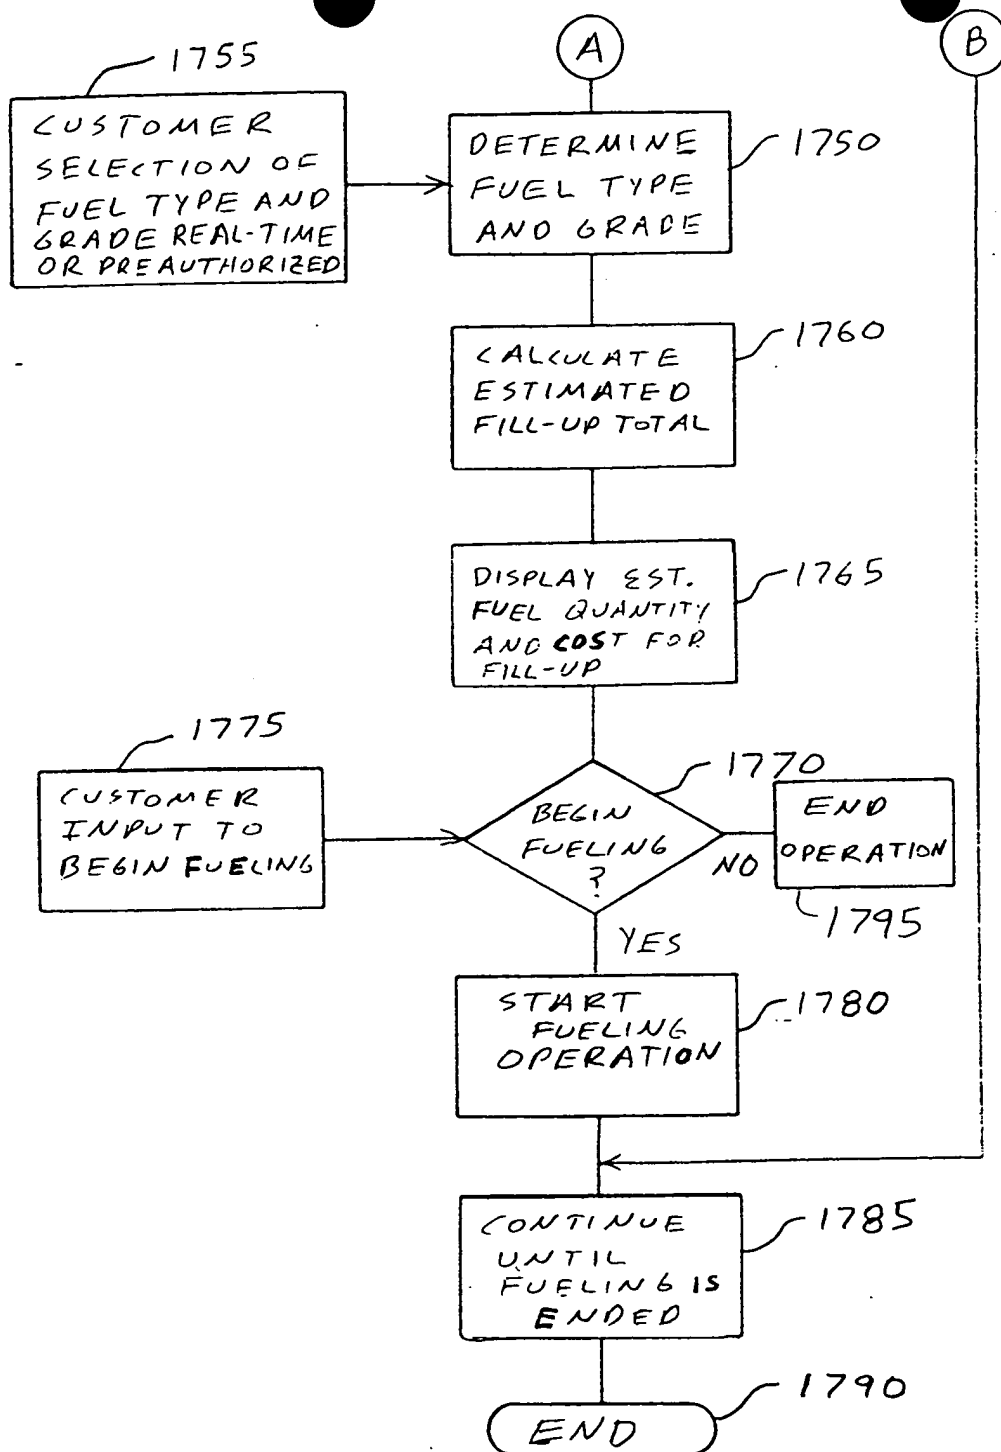 A
B
1755
CUSTOMER
SELECTION OF
FUEL TYPE AND
GRADE REAL-TIME
OR PREAUTHORIZED
DETERMINE
FUEL TYPE
AND GRADE
1750
CALCULATE
ESTIMATED
FILL-UP TOTAL
1760
DISPLAY EST.
FUEL QUANTITY
AND COST FOR
FILL-UP
1765
1775
CUSTOMER
INPUT TO
BEGIN FUELING
BEGIN
FUELING
?
1770
NO
END
OPERATION
1795
YES
START
FUELING
OPERATION
1780
CONTINUE
UNTIL
FUELING IS
ENDED
1785
END
1790